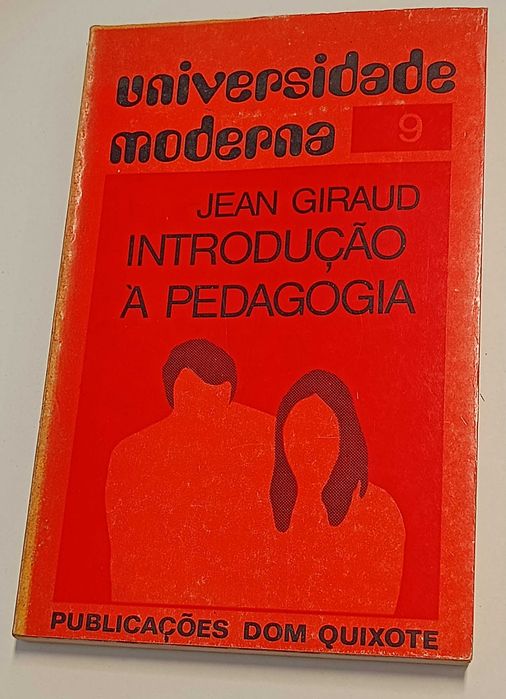 universidade
moderna 9
JEAN GIRAUD
INTRODUÇÃO
À PEDAGOGIA
PUBLICAÇÕES DOM QUIXOTE